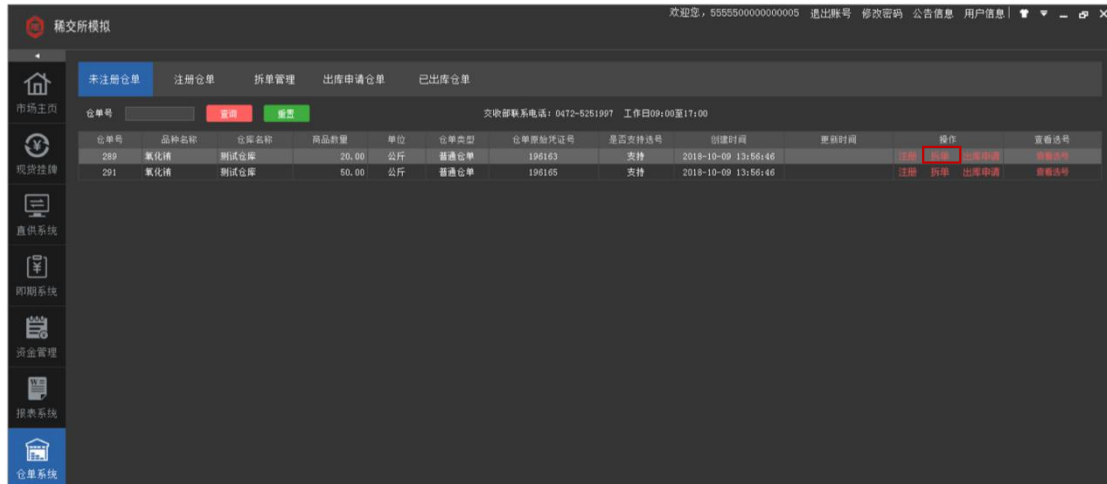 稀交所模拟
欢迎您，5555500000000005 退出账号 修改密码 公告信息 用户信息
市场主页
现货挂牌
直供系统
即期系统
资金管理
报表系统
仓单系统
未注册仓单 注册仓单 拆单管理 出库申请仓单 已出库仓单
仓单号 查询 重置 交收部联系电话：0472-5251997 工作日09:00至17:00
仓单号 品种名称 仓库名称 商品数量 单位 仓单类型 仓单原始凭证号 是否支持选号 创建时间 更新时间 操作 查看选号
289 氧化铕 测试仓库 20.00 公斤 普通仓单 196163 支持 2018-10-09 13:56:46 注册 拆单 出库申请 查看选号
291 氧化铕 测试仓库 50.00 公斤 普通仓单 196165 支持 2018-10-09 13:56:46 注册 拆单 出库申请 查看选号